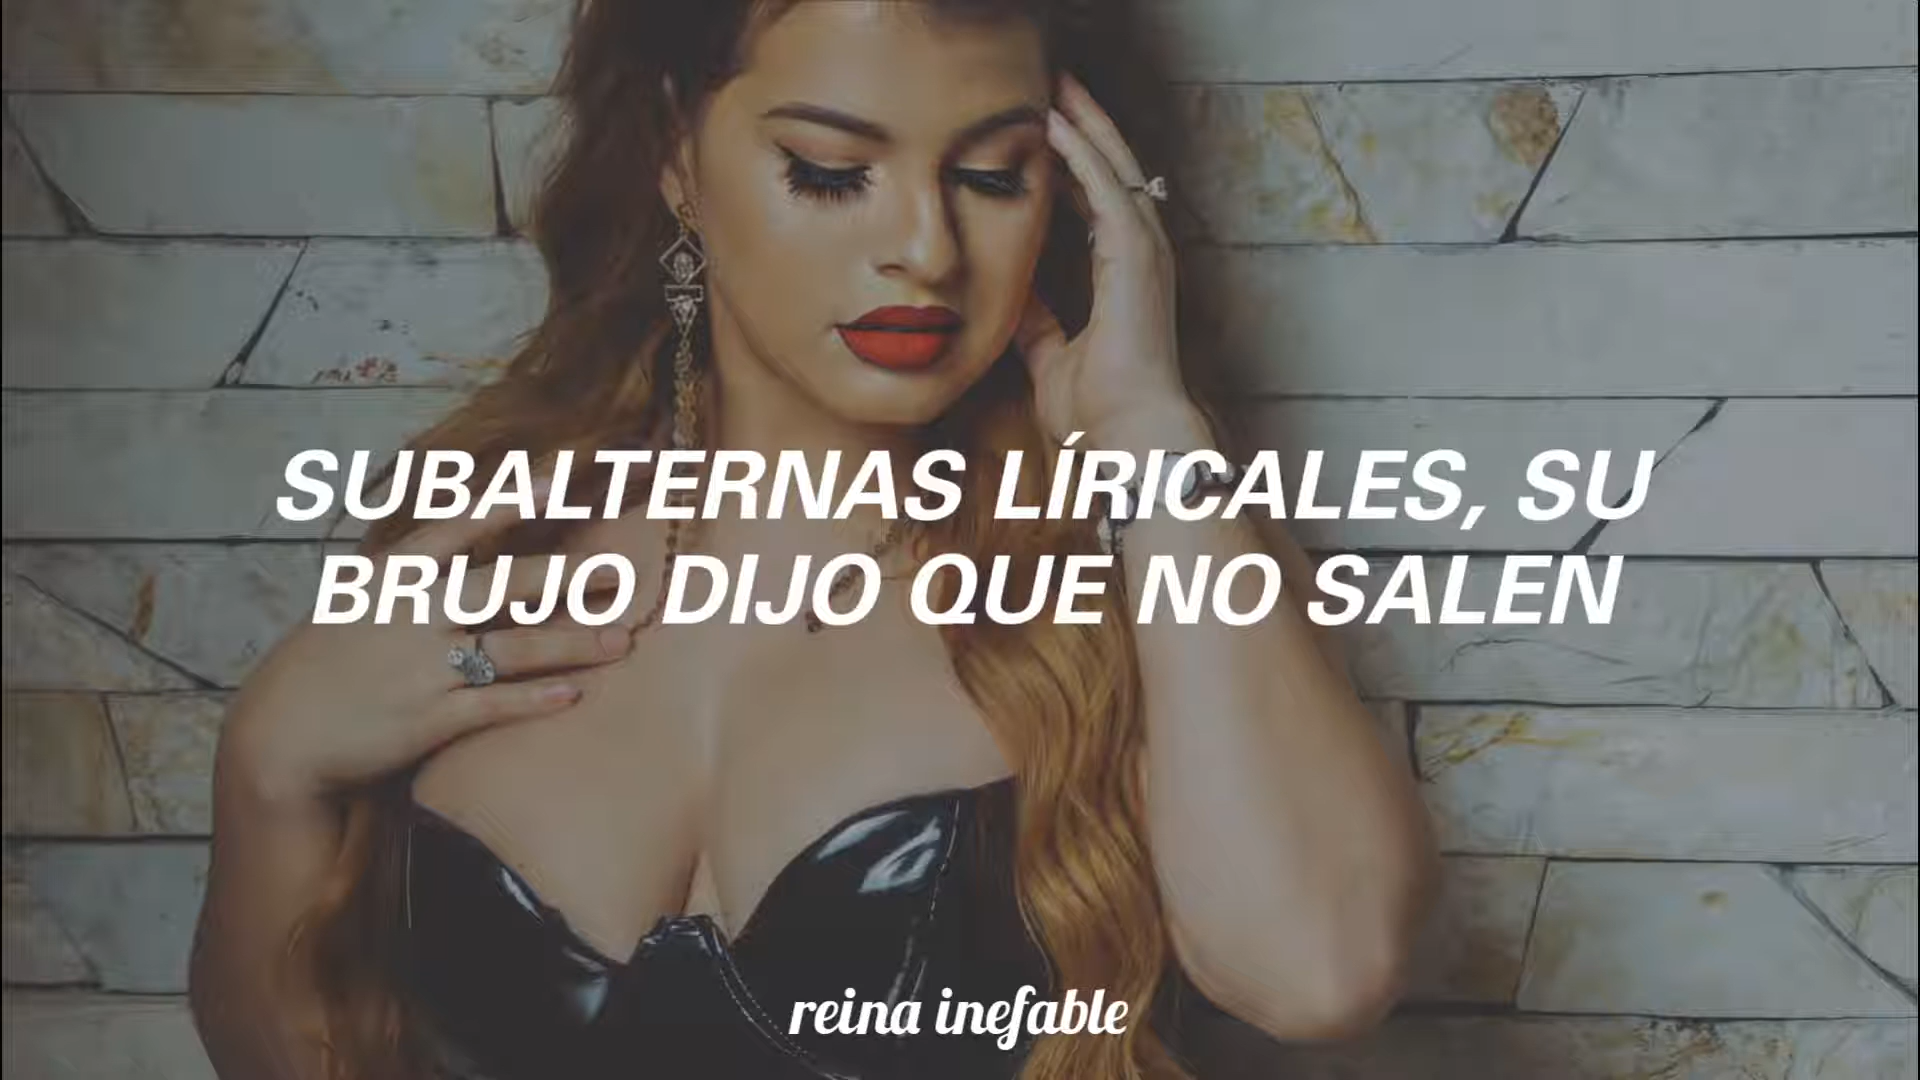 SUBALTERNAS LÍRICALES, SU
BRUJO DIJO QUE NO SALEN
reina inefable